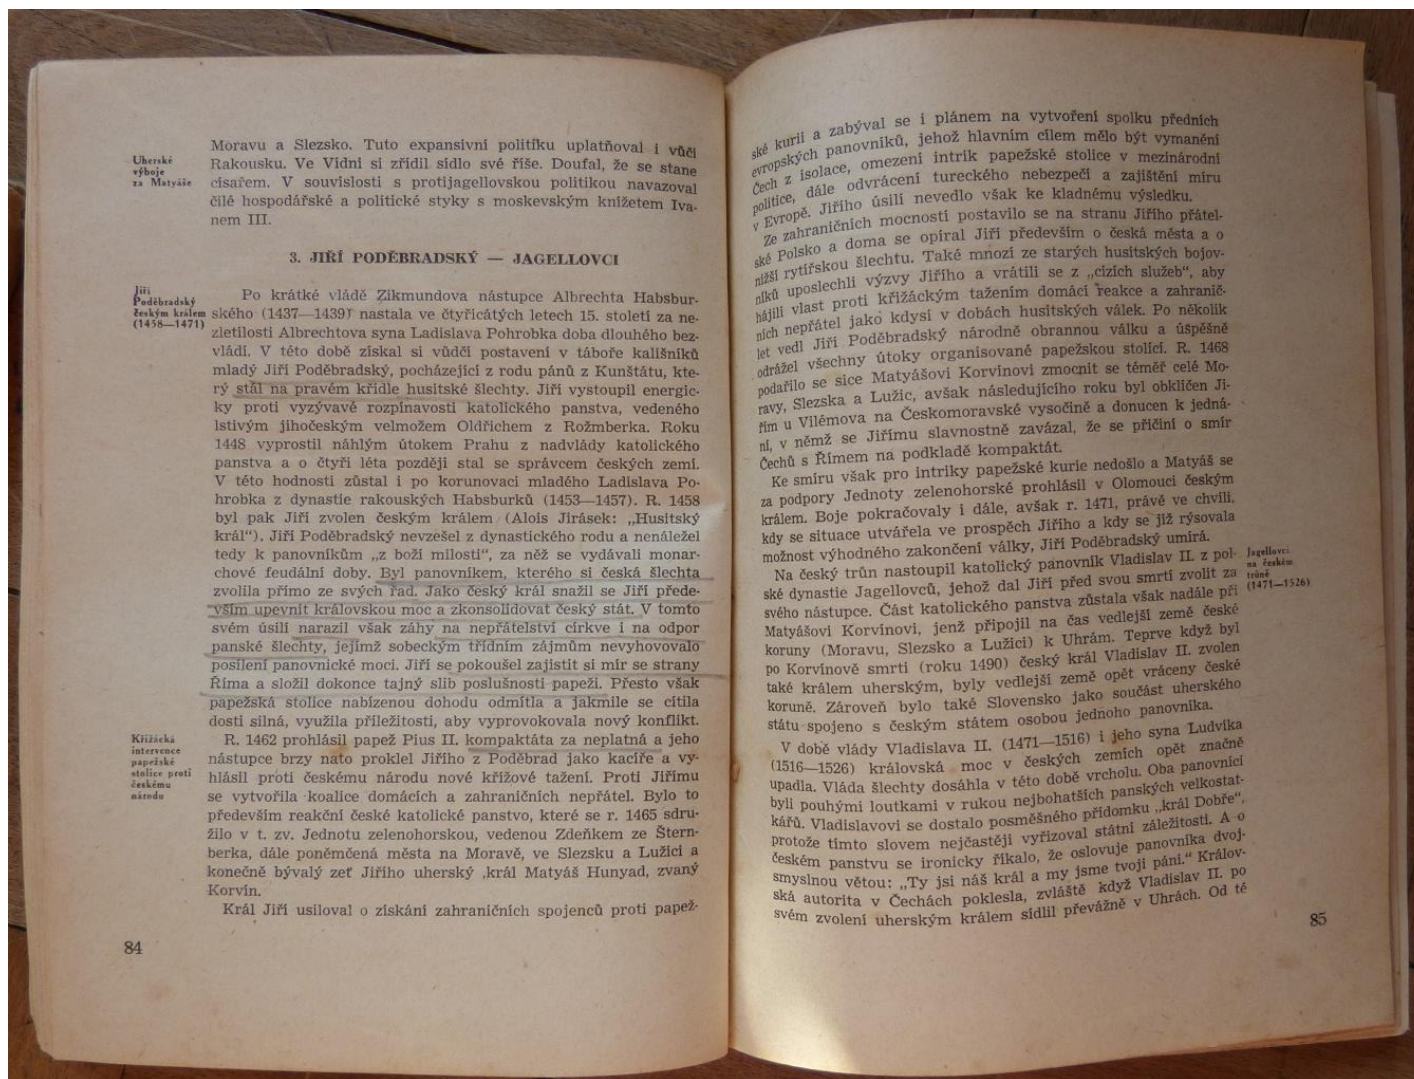 Uherské
výboje
za Matyáše
Moravu a Slezsko. Tuto expansivní politiku uplatňoval i vůči
Rakousku. Ve Vídni si zřídil sídlo své říše. Doufal, že se stane
císařem. V souvislosti s protijagellovskou politikou navazoval
čilé hospodářské a politické styky s moskevským knížetem Iva-
nem III.
3. JIŘÍ PODĚBRADSKÝ — JAGELLOVCI
Jiří
Poděbradský
českým králem
(1458—1471)
Po krátké vládě Zikmundova nástupce Albrechta Habsbur-
ského (1437—1439) nastala ve čtyřicátých letech 15. století za ne-
zletilosti Albrechtova syna Ladislava Pohrobka doba dlouhého bez-
vládí. V této době získal si vůdčí postavení v táboře kališníků
mladý Jiří Poděbradský, pocházející z rodu pánů z Kunštátu, kte-
rý stál na pravém křídle husitské šlechty. Jiří vystoupil energic-
ky proti vyzývavé rozpínavosti katolického panstva, vedeného
lstivým jihočeským velmožem Oldřichem z Rožmberka. Roku
1448 vyprostil náhlým útokem Prahu z nadvlády katolického
panstva a o čtyři léta později stal se správcem českých zemí.
V této hodnosti zůstal i po korunovaci mladého Ladislava Po-
hrobka z dynastie rakouských Habsburků (1453—1457). R. 1458
byl pak Jiří zvolen českým králem (Alois Jirásek: „Husitský
král“). Jiří Poděbradský nevzešel z dynastického rodu a nenáležel
tedy k panovníkům „z boží milosti“, za něž se vydávali monar-
chové feudální doby. Byl panovníkem, kterého si česká šlechta
zvolila přímo ze svých řad. Jako český král snažil se Jiří přede-
vším upevnit královskou moc a zkonsolidovat český stát. V tomto
svém úsilí narazil však záhy na nepřátelství církve i na odpor
panské šlechty, jejímž sobeckým třídním zájmům nevyhovovalo
posílení panovnické moci. Jiří se pokoušel zajistit si mír se strany
Říma a složil dokonce tajný slib poslušnosti papeži. Přesto však
papežská stolice nabízenou dohodu odmítla a jakmile se cítila
dosti silná, využila příležitosti, aby vyprovokovala nový konflikt.
Křižácká
intervence
papežské
stolice proti
českému
národu
R. 1462 prohlásil papež Pius II. kompaktáta za neplatná a jeho
nástupce brzy nato proklel Jiřího z Poděbrad jako kacíře a vy-
hlásil proti českému národu nové křížové tažení. Proti Jiřímu
se vytvořila koalice domácích a zahraničních nepřátel. Bylo to
především reakční české katolické panstvo, které se r. 1465 sdru-
žilo v t. zv. Jednotu zelenohorskou, vedenou Zdeňkem ze Štern-
berka, dále poněmčená města na Moravě, ve Slezsku a Lužici a
konečně bývalý zeť Jiřího uherský král Matyáš Hunyad, zvaný
Korvín.
Král Jiří usiloval o získání zahraničních spojenců proti papež-
84
ské kurii a zabýval se i plánem na vytvoření spolku předních
evropských panovníků, jehož hlavním cílem mělo být vymanění
Čech z isolace, omezení intrik papežské stolice v mezinárodní
politice, dále odvrácení tureckého nebezpečí a zajištění míru
v Evropě. Jiřího úsilí nevedlo však ke kladnému výsledku.
Ze zahraničních mocností postavilo se na stranu Jiřího přátel-
ské Polsko a doma se opíral Jiří především o česká města a o
nižší rytířskou šlechtu. Také mnozí ze starých husitských bojov-
níků uposlechli výzvy Jiřího a vrátili se z „cizích služeb“, aby
hájili vlast proti křižáckým tažením domácí reakce a zahranič-
ních nepřátel jako kdysi v dobách husitských válek. Po několik
let vedl Jiří Poděbradský národně obrannou válku a úspěšně
odrážel všechny útoky organisované papežskou stolicí. R. 1468
podařilo se sice Matyášovi Korvínovi zmocnit se téměř celé Mo-
ravy, Slezska a Lužic, avšak následujícího roku byl obklíčen Ji-
řím u Vilémova na Českomoravské vysočině a donucen k jedná-
ní, v němž se Jiřímu slavnostně zavázal, že se přičiní o smír
Čechů s Římem na podkladě kompaktát.
Ke smíru však pro intriky papežské kurie nedošlo a Matyáš se
za podpory Jednoty zelenohorské prohlásil v Olomouci českým
králem. Boje pokračovaly i dále, avšak r. 1471, právě ve chvíli,
kdy se situace utvářela ve prospěch Jiřího a kdy se již rýsovala
možnost výhodného zakončení války, Jiří Poděbradský umírá.
Na český trůn nastoupil katolický panovník Vladislav II. z pol-
ské dynastie Jagellovců, jehož dal Jiří před svou smrtí zvolit za
svého nástupce. Část katolického panstva zůstala však nadále při
Matyášovi Korvínovi, jenž připojil na čas vedlejší země české
koruny (Moravu, Slezsko a Lužici) k Uhrám. Teprve když byl
po Korvínově smrti (roku 1490) český král Vladislav II. zvolen
také králem uherským, byly vedlejší země opět vráceny české
koruně. Zároveň bylo také Slovensko jako součást uherského
státu spojeno s českým státem osobou jednoho panovníka.
Jagellovci
na českém
trůně
(1471—1526)
V době vlády Vladislava II. (1471—1516) i jeho syna Ludvíka
(1516—1526) královská moc v českých zemích opět značně
upadla. Vláda šlechty dosáhla v této době vrcholu. Oba panovníci
byli pouhými loutkami v rukou nejbohatších panských velkostat-
kářů. Vladislavovi se dostalo posměšného přídomku „král Dobře“,
protože tímto slovem nejčastěji vyřizoval státní záležitosti. A o
českém panstvu se ironicky říkalo, že oslovuje panovníka dvoj-
smyslnou větou: „Ty jsi náš král a my jsme tvoji páni.“ Králov-
ská autorita v Čechách poklesla, zvláště když Vladislav II. po
svém zvolení uherským králem sídlil převážně v Uhrách. Od té
85